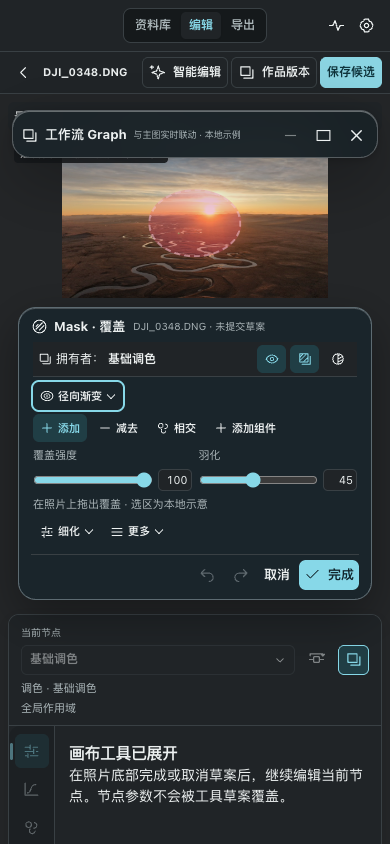 资料库 编辑 导出
DJI_0348.DNG 智能编辑 作品版本 保存候选
工作流 Graph 与主图实时联动 · 本地示例
Mask · 覆盖 DJI_0348.DNG · 未提交草案
拥有者： 基础调色
径向渐变
添加 减去 相交 添加组件
覆盖强度 羽化
100 45
在照片上拖出覆盖 · 选区为本地示意
细化 更多
取消 完成
当前节点
基础调色
调色 · 基础调色
全局作用域
画布工具已展开
在照片底部完成或取消草案后，继续编辑当前节
点。节点参数不会被工具草案覆盖。